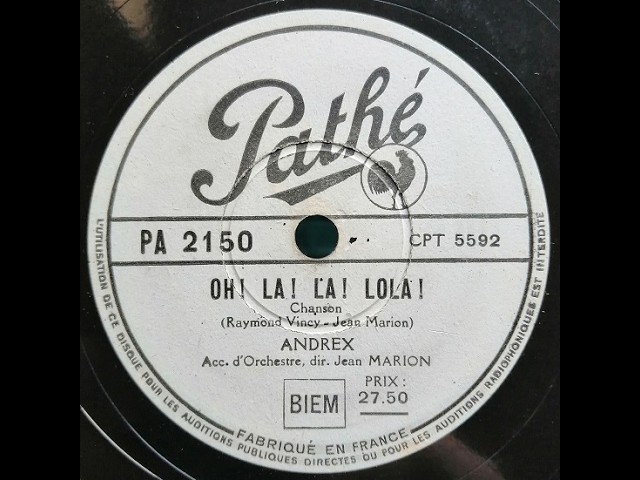 Pathé
PA 2150
CPT 5592
OH! LA! LA! LOLA!
Chanson
(Raymond Vincy - Jean Marion)
ANDREX
Acc. d'Orchestre, dir. Jean MARION
BIEM
PRIX :
27.50
FABRIQUÉ EN FRANCE
L'UTILISATION DE CE DISQUE POUR LES AUDITIONS PUBLIQUES DIRECTES OU POUR LES AUDITIONS RADIOPHONIQUES EST INTERDITE